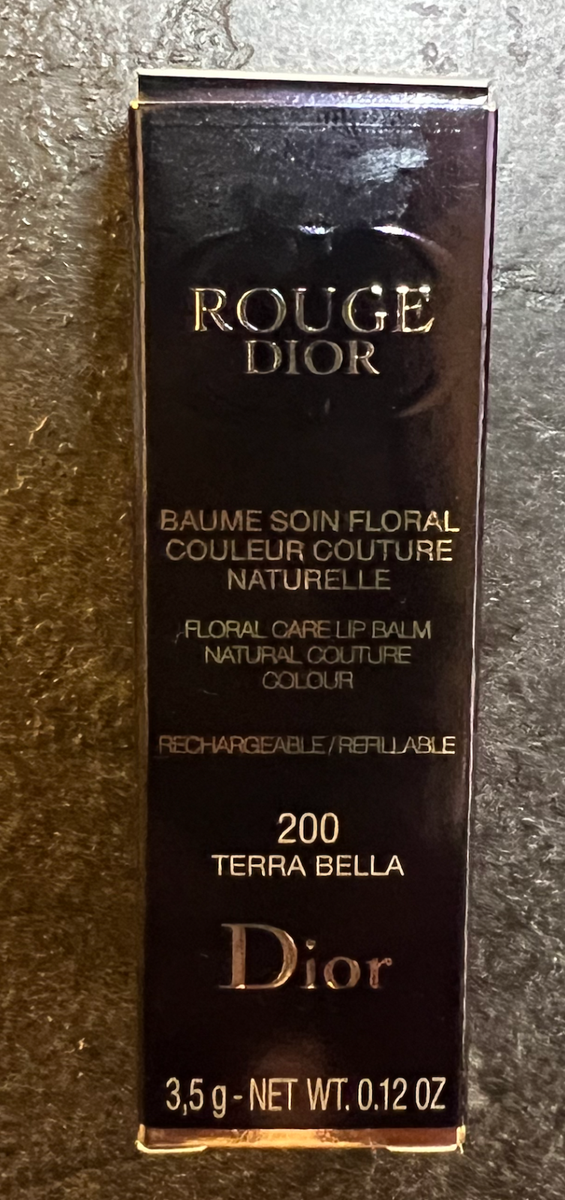 ROUGE
DIOR
BAUME SOIN FLORAL
COULEUR COUTURE
NATURELLE
FLORAL CARE LIP BALM
NATURAL COUTURE
COLOUR
RECHARGEABLE/REFILLABLE
200
TERRA BELLA
Dior
3,5 g - NET WT. 0.12 OZ